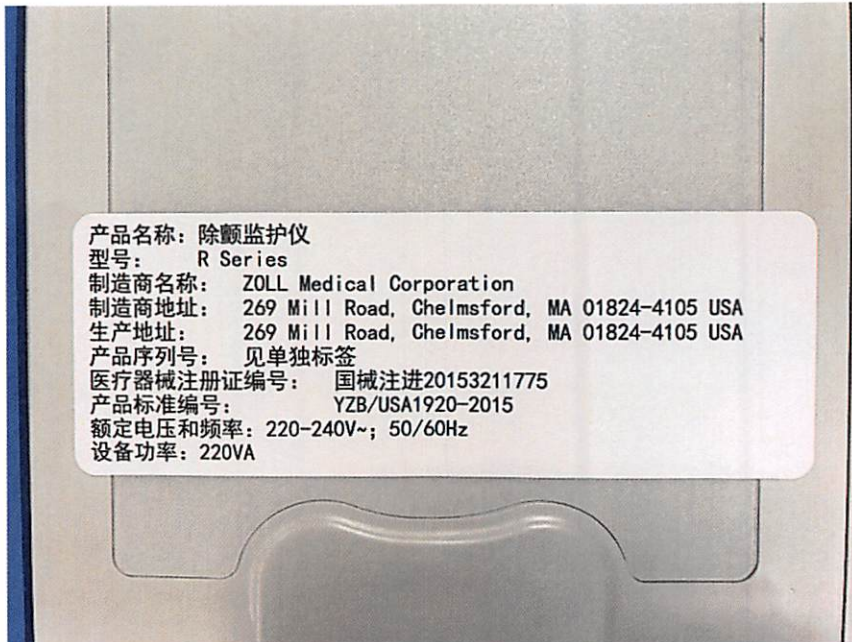 产品名称：除颤监护仪
型号： R Series
制造商名称： ZOLL Medical Corporation
制造商地址： 269 Mill Road, Chelmsford, MA 01824-4105 USA
生产地址： 269 Mill Road, Chelmsford, MA 01824-4105 USA
产品序列号： 见单独标签
医疗器械注册证编号： 国械注进20153211775
产品标准编号： YZB/USA1920-2015
额定电压和频率：220-240V~; 50/60Hz
设备功率：220VA